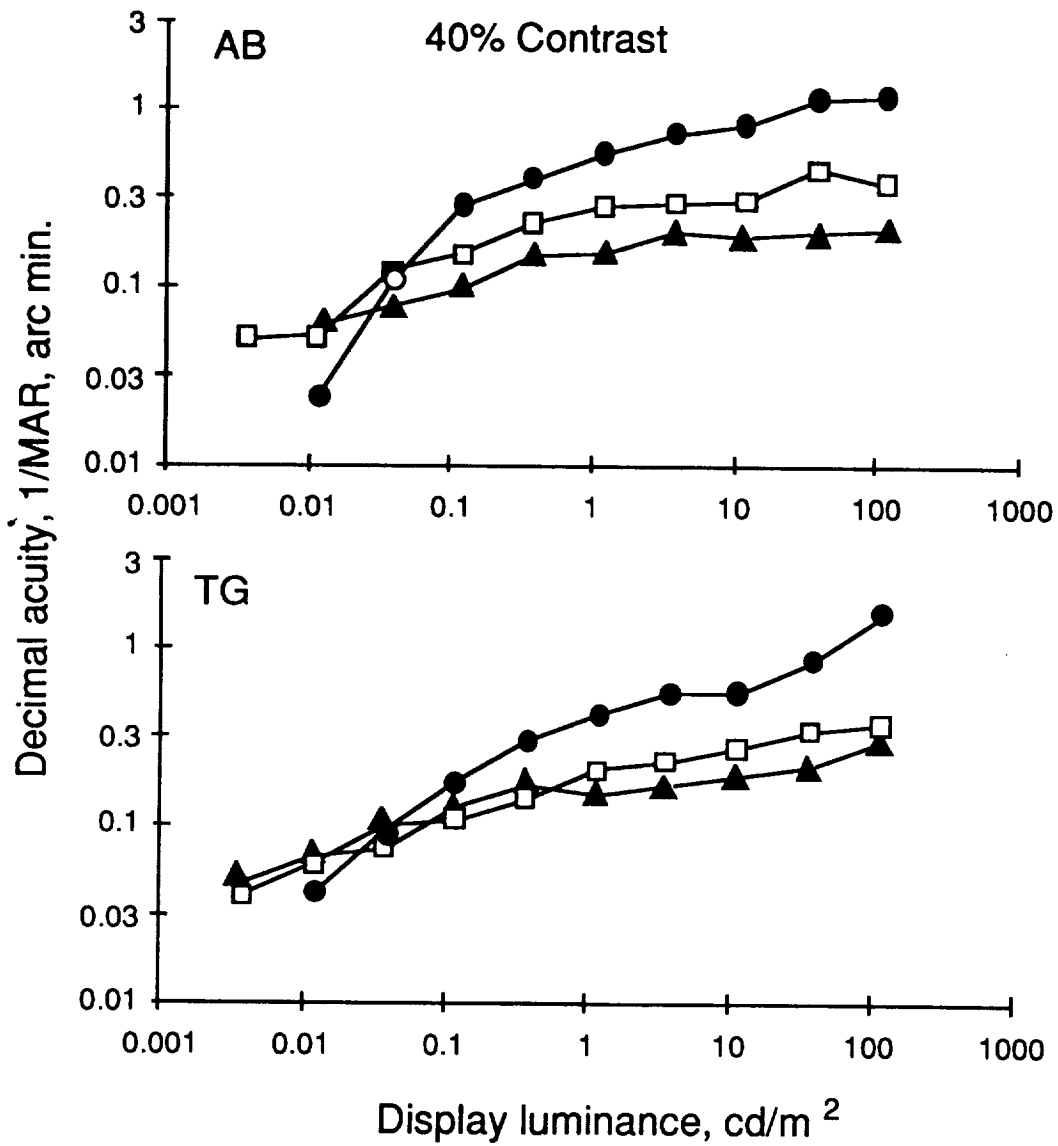 AB
40% Contrast
3
1
0.3
0.1
0.03
0.01
0.001 0.01 0.1 1 10 100 1000
Decimal acuity, 1/MAR, arc min.
TG
3
1
0.3
0.1
0.03
0.01
0.001 0.01 0.1 1 10 100 1000
Display luminance, cd/m 2